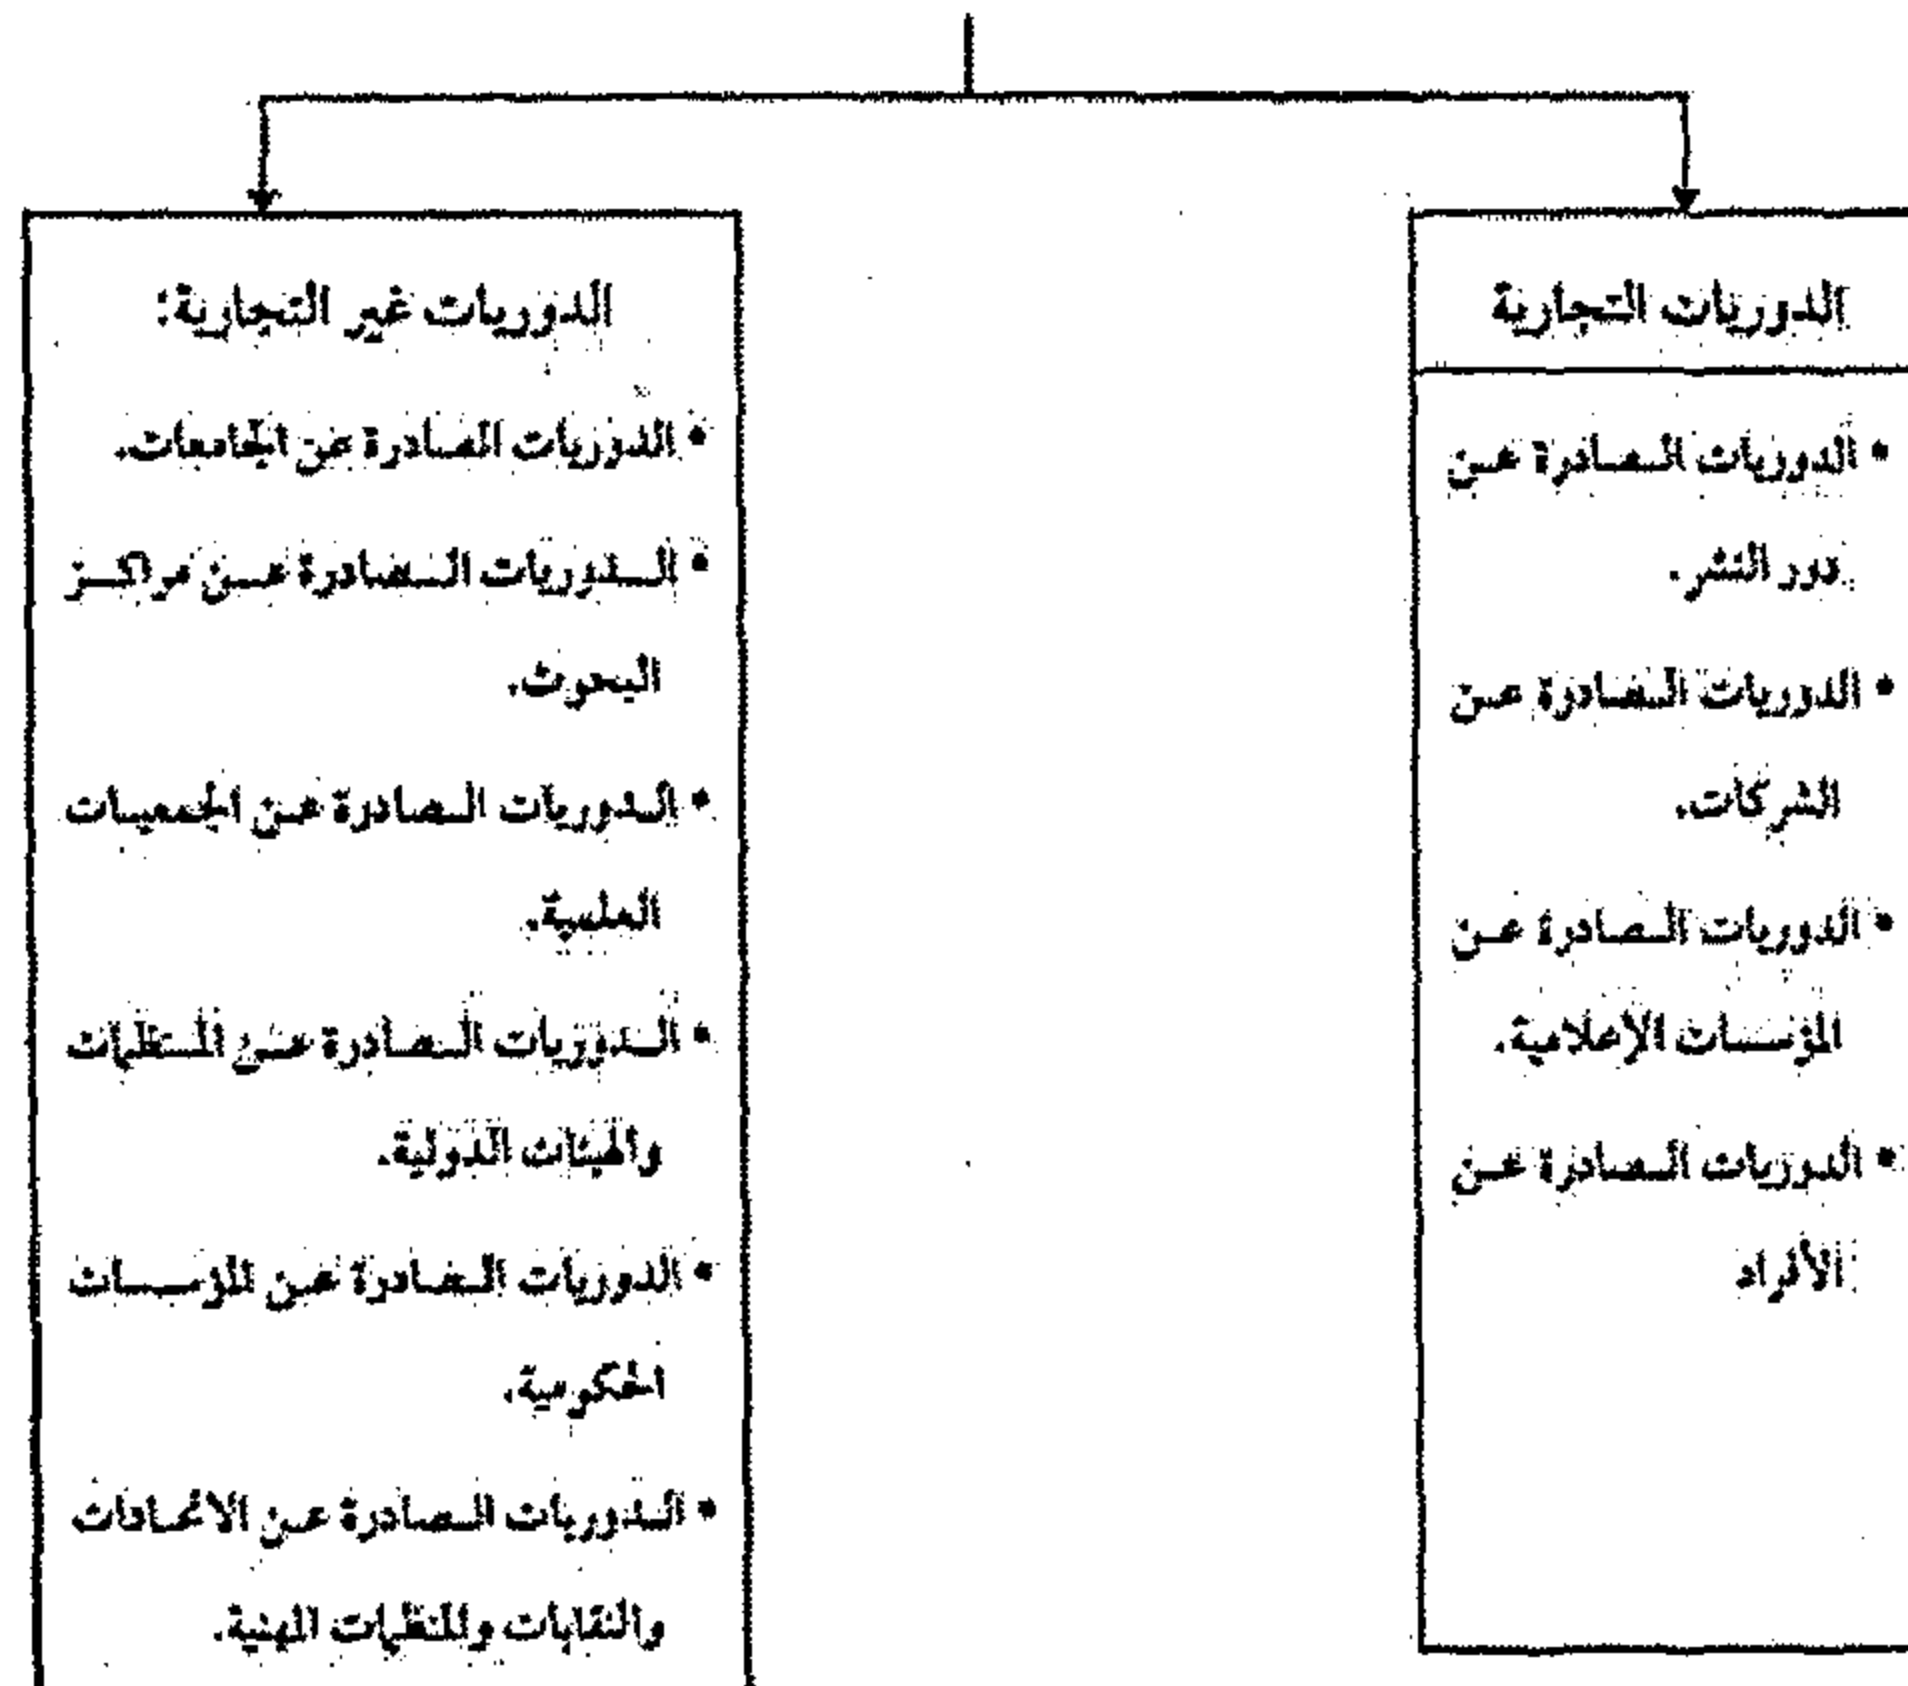 الدوريات التجارية
• الدوريات الصادرة عن
دور النشر.
• الدوريات الصادرة عن
الشركات.
• الدوريات الصادرة عن
المؤسسات الإعلامية.
• الدوريات الصادرة عن
الأفراد
الدوريات غير التجارية:
• الدوريات الصادرة عن الجامعات.
• الدوريات الصادرة عن مراكز
البحوث.
• الدوريات الصادرة عن الجمعيات
العلمية.
• الدوريات الصادرة عن المنظمات
والهيئات الدولية.
• الدوريات الصادرة عن المؤسسات
الحكومية.
• الدوريات الصادرة عن الاتحادات
والنقابات والمنظمات المهنية.